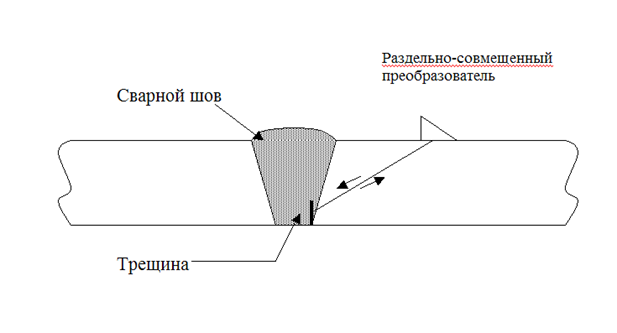 Раздельно-совмещенный
преобразователь
Сварной шов
Трещина